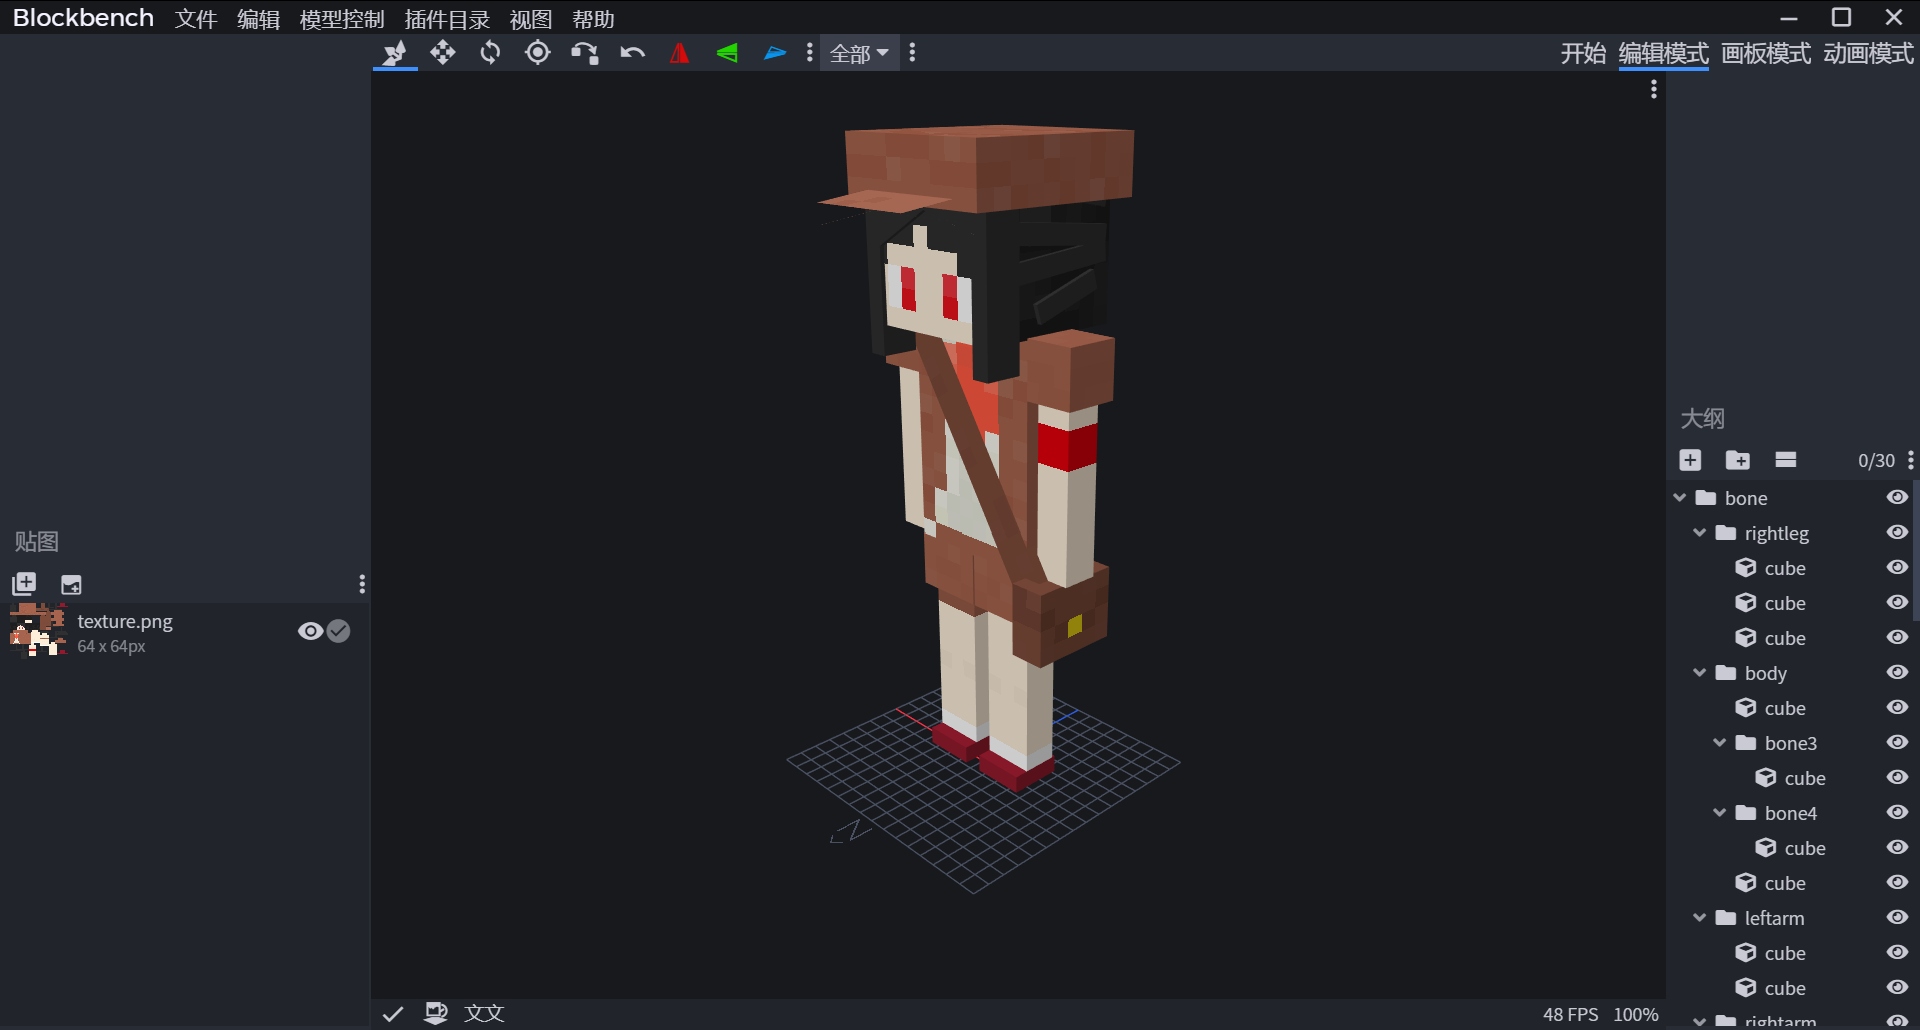 Blockbench 文件 编辑 模型控制 插件目录 视图 帮助
全部 开始 编辑模式 画板模式 动画模式
贴图
texture.png
64 x 64px
大纲
0/30
bone
rightleg
cube
cube
cube
body
cube
bone3
cube
bone4
cube
cube
leftarm
cube
cube
rightarm
文文 48 FPS 100%